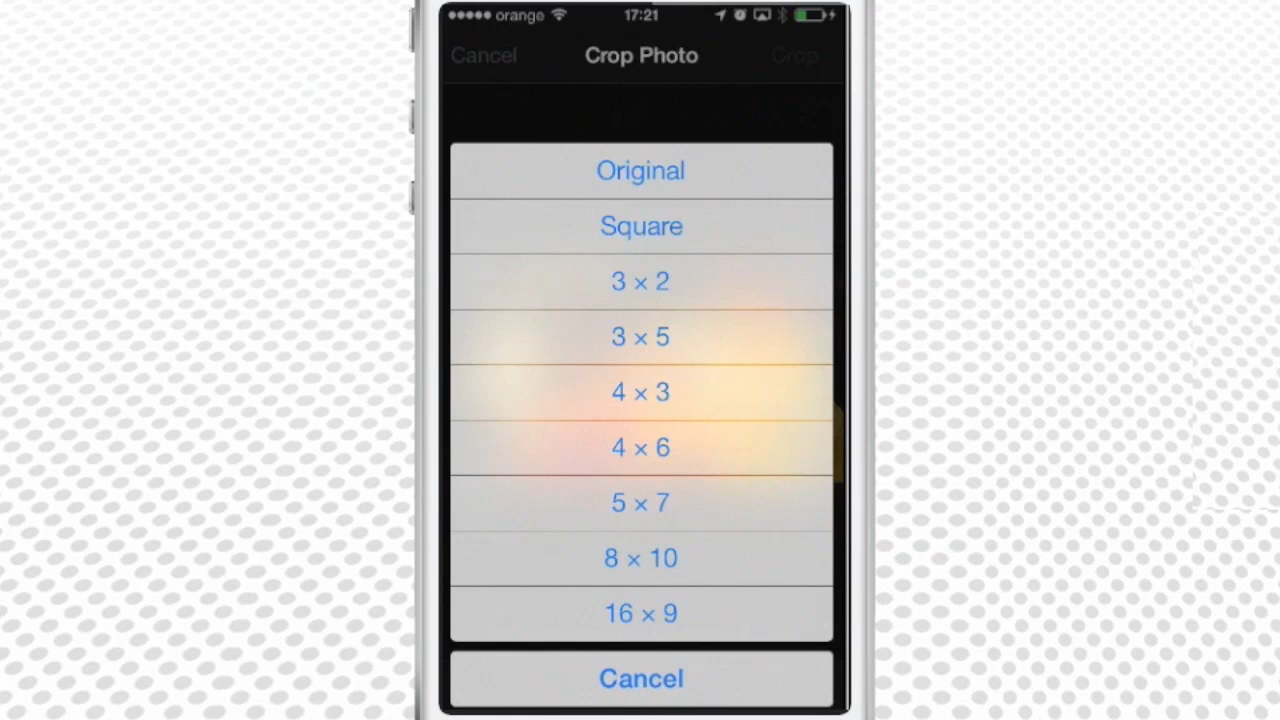 orange 17:21
Cancel Crop Photo Crop
Original
Square
3 × 2
3 × 5
4 × 3
4 × 6
5 × 7
8 × 10
16 × 9
Cancel